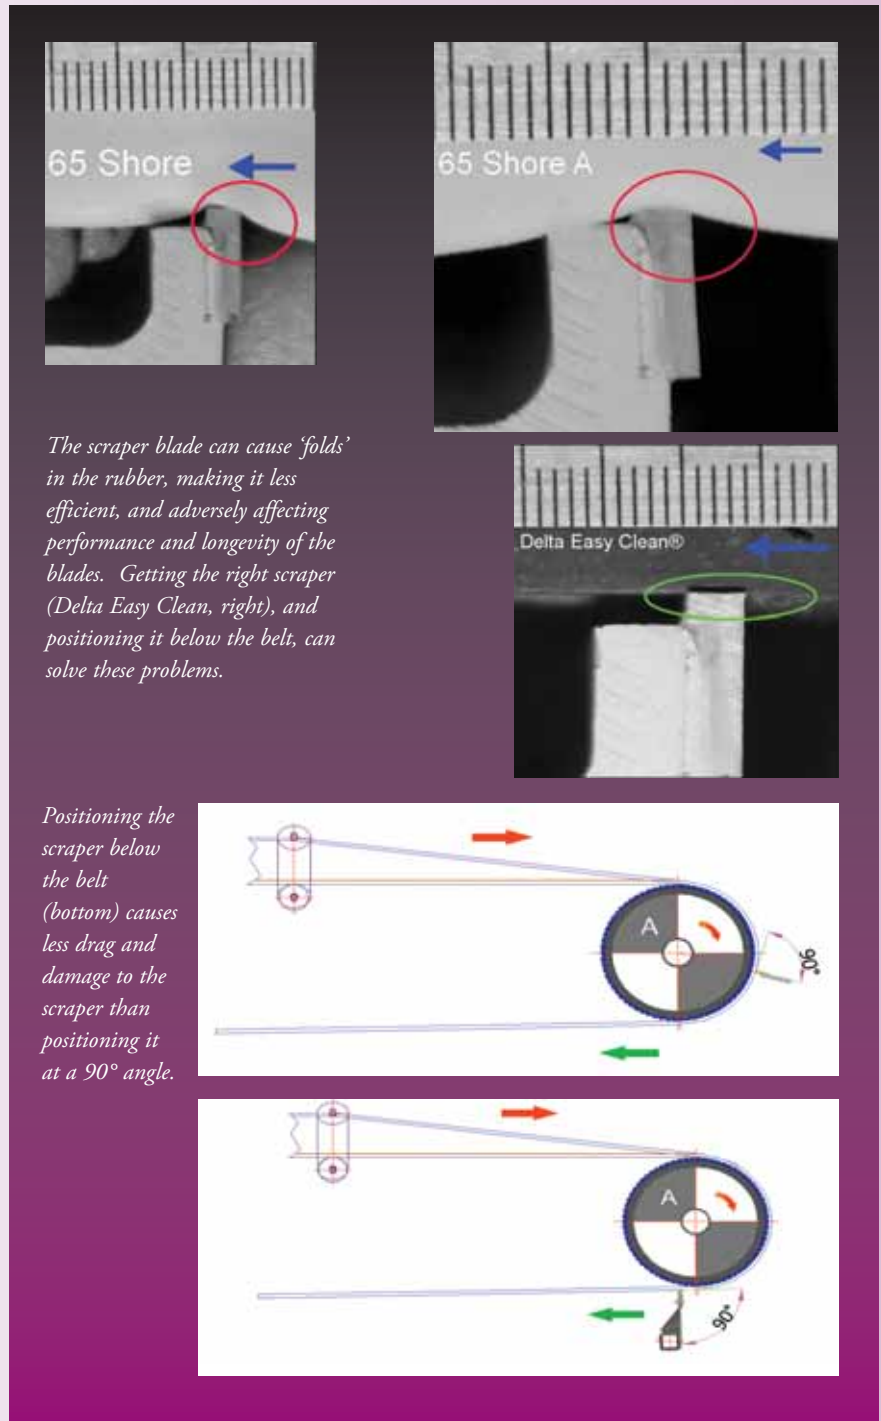 65 Shore
65 Shore A
The scraper blade can cause ‘folds’
in the rubber, making it less
efficient, and adversely affecting
performance and longevity of the
blades.  Getting the right scraper
(Delta Easy Clean, right), and
positioning it below the belt, can
solve these problems.
Delta Easy Clean®
Positioning the
scraper below
the belt
(bottom) causes
less drag and
damage to the
scraper than
positioning it
at a 90° angle.
A
90°
A
90°